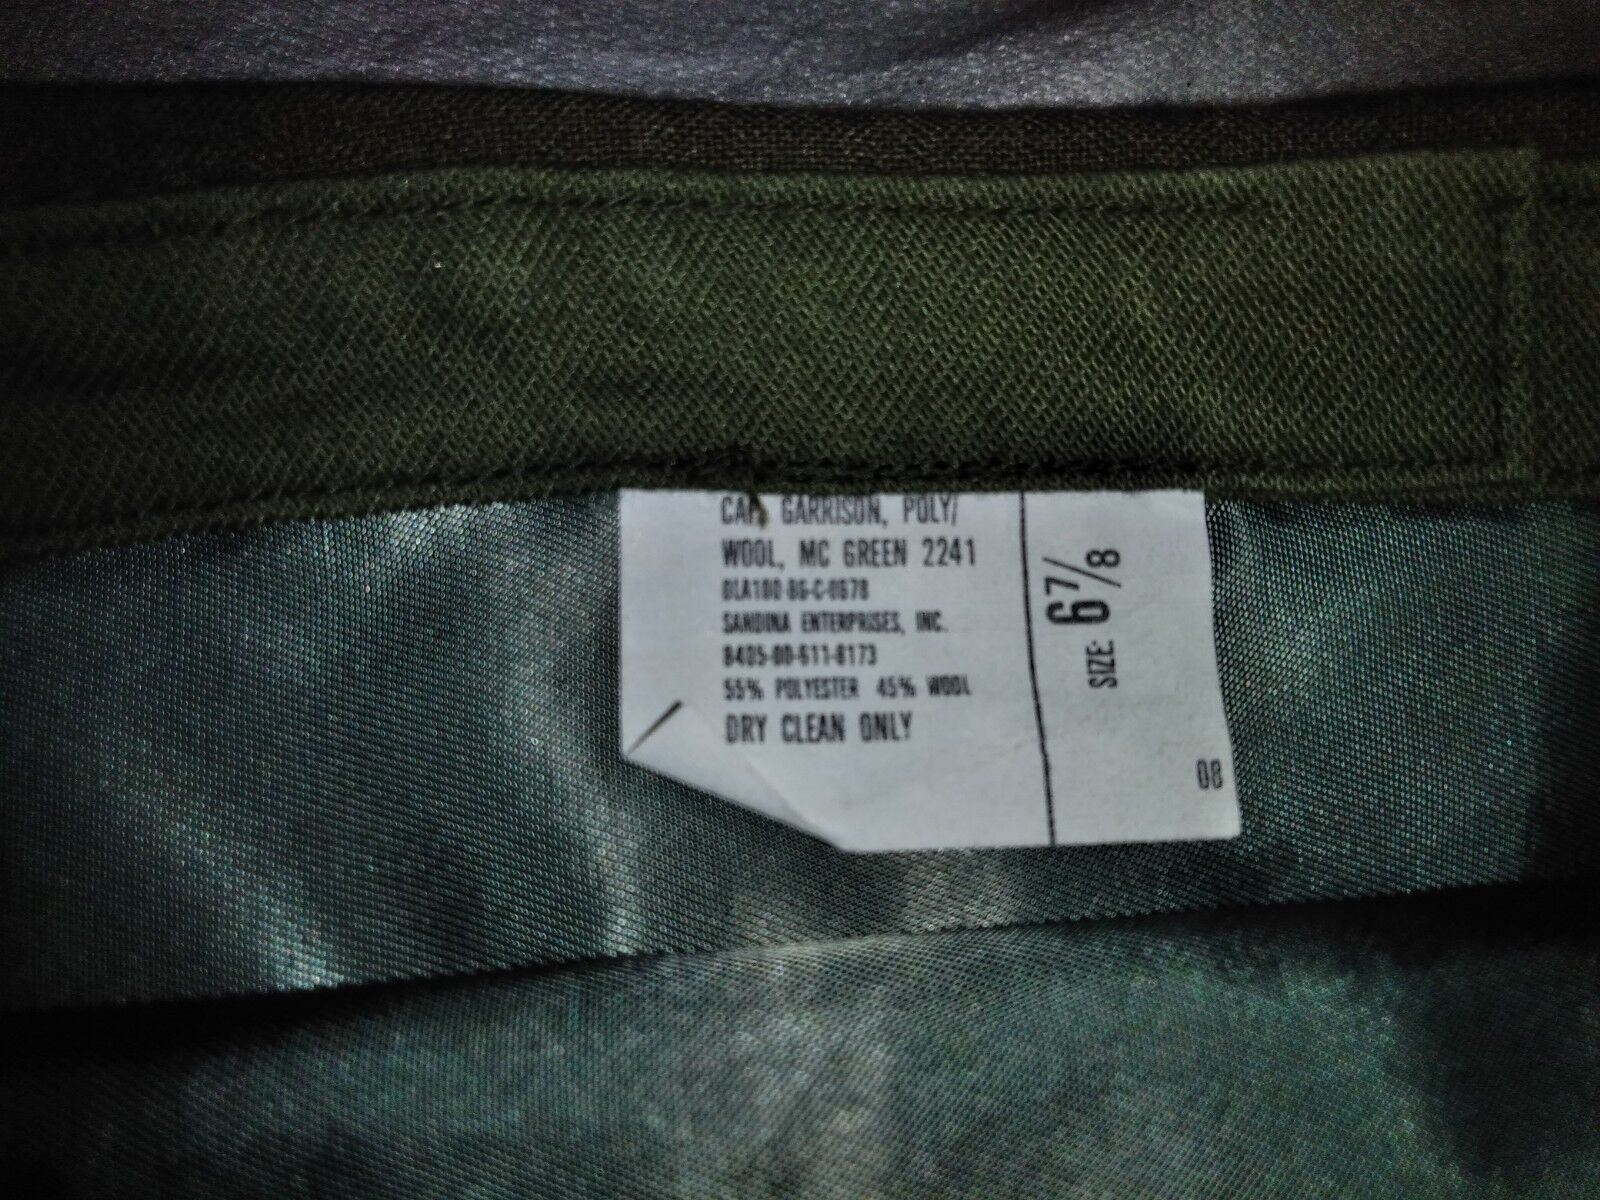 CAP, GARRISON, POLY/
WOOL, MC GREEN 2241
DLA100-86-C-0678
SANDINA ENTERPRISES, INC.
8405-00-611-8173
55% POLYESTER 45% WOOL
DRY CLEAN ONLY
SIZE: 6 7/8
08